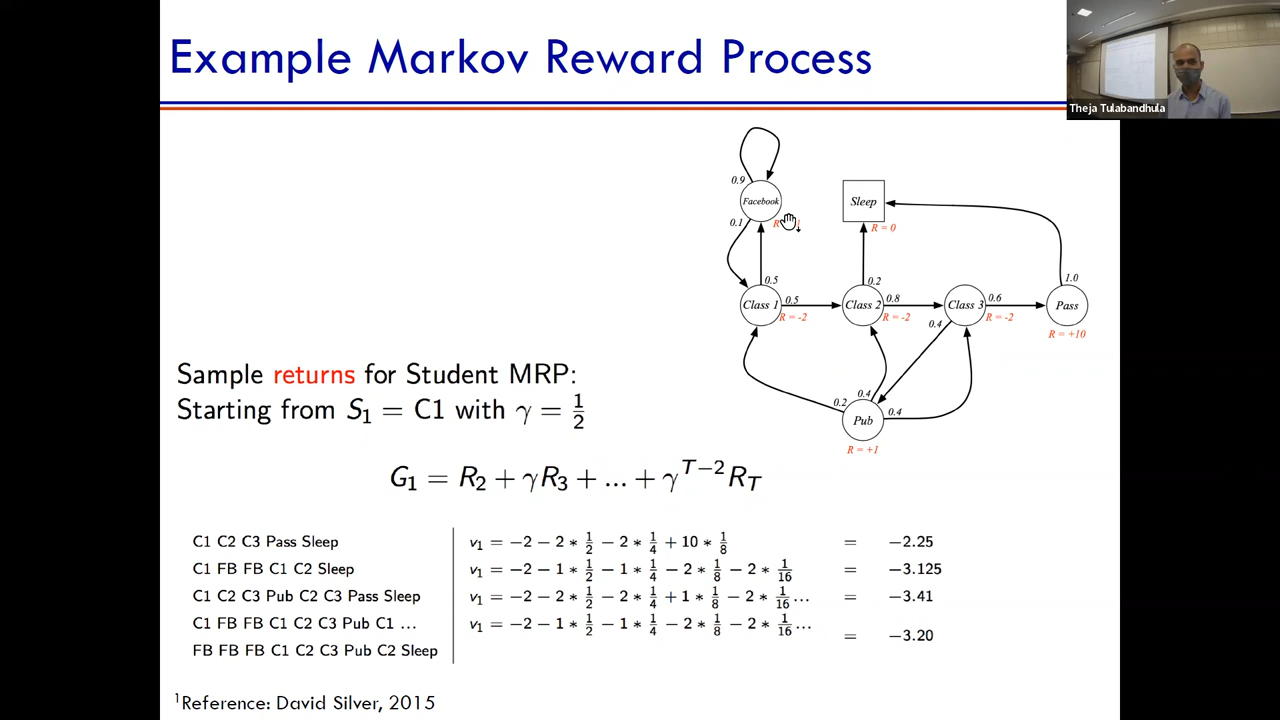 Example Markov Reward Process
Theja Tulabandhula
0.9
Facebook
0.1
Sleep
R = 0
0.5
Class 1
0.5
R = -2
0.2
Class 2
0.8
R = -2
Class 3
0.6
R = -2
0.4
1.0
Pass
R = +10
0.2
0.4
0.4
Pub
R = +1
Sample returns for Student MRP:
Starting from S₁ = C1 with γ = 1/2
G₁ = R₂ + γR₃ + ... + γ^{T−2}R_T
C1 C2 C3 Pass Sleep v₁ = −2 − 2 * 1/2 − 2 * 1/4 + 10 * 1/8 = −2.25
C1 FB FB C1 C2 Sleep v₁ = −2 − 1 * 1/2 − 1 * 1/4 − 2 * 1/8 − 2 * 1/16 = −3.125
C1 C2 C3 Pub C2 C3 Pass Sleep v₁ = −2 − 2 * 1/2 − 2 * 1/4 + 1 * 1/8 − 2 * 1/16 ... = −3.41
C1 FB FB C1 C2 C3 Pub C1 ... v₁ = −2 − 1 * 1/2 − 1 * 1/4 − 2 * 1/8 − 2 * 1/16 ... = −3.20
FB FB FB C1 C2 C3 Pub C2 Sleep
¹Reference: David Silver, 2015